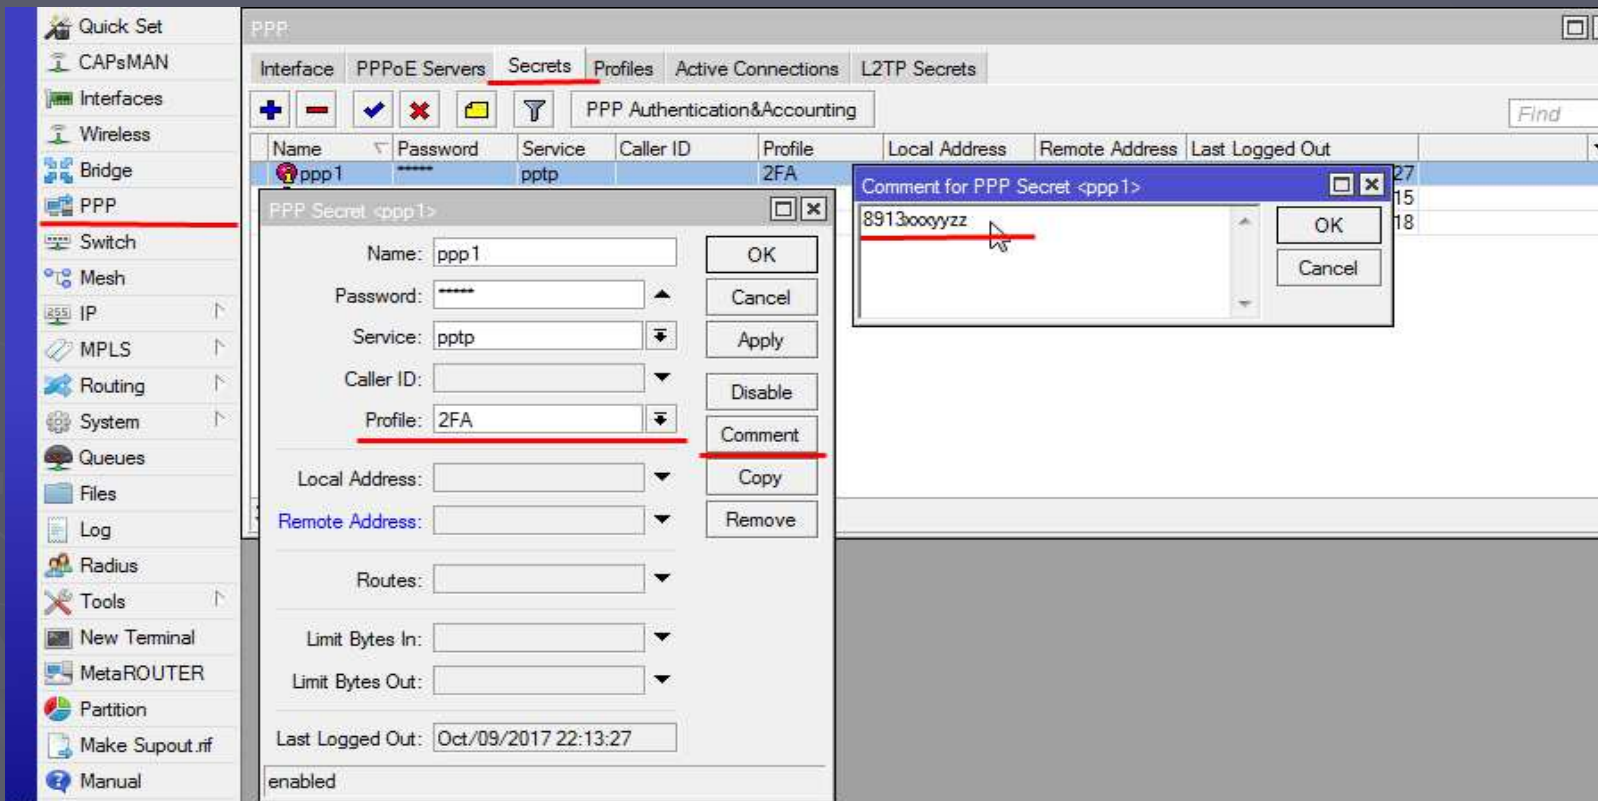 Quick Set
CAPsMAN
Interfaces
Wireless
Bridge
PPP
Switch
Mesh
255 IP
MPLS
Routing
System
Queues
Files
Log
Radius
Tools
New Terminal
MetaROUTER
Partition
Make Supout.rif
Manual
PPP
Interface PPPoE Servers Secrets Profiles Active Connections L2TP Secrets
PPP Authentication&Accounting Find
Name Password Service Caller ID Profile Local Address Remote Address Last Logged Out
ppp1 ***** pptp 2FA 27
15
18
PPP Secret <ppp1>
Name: ppp1
Password: *****
Service: pptp
Caller ID:
Profile: 2FA
Local Address:
Remote Address:
Routes:
Limit Bytes In:
Limit Bytes Out:
Last Logged Out: Oct/09/2017 22:13:27
enabled
OK
Cancel
Apply
Disable
Comment
Copy
Remove
Comment for PPP Secret <ppp1>
8913xxxyyzz
OK
Cancel